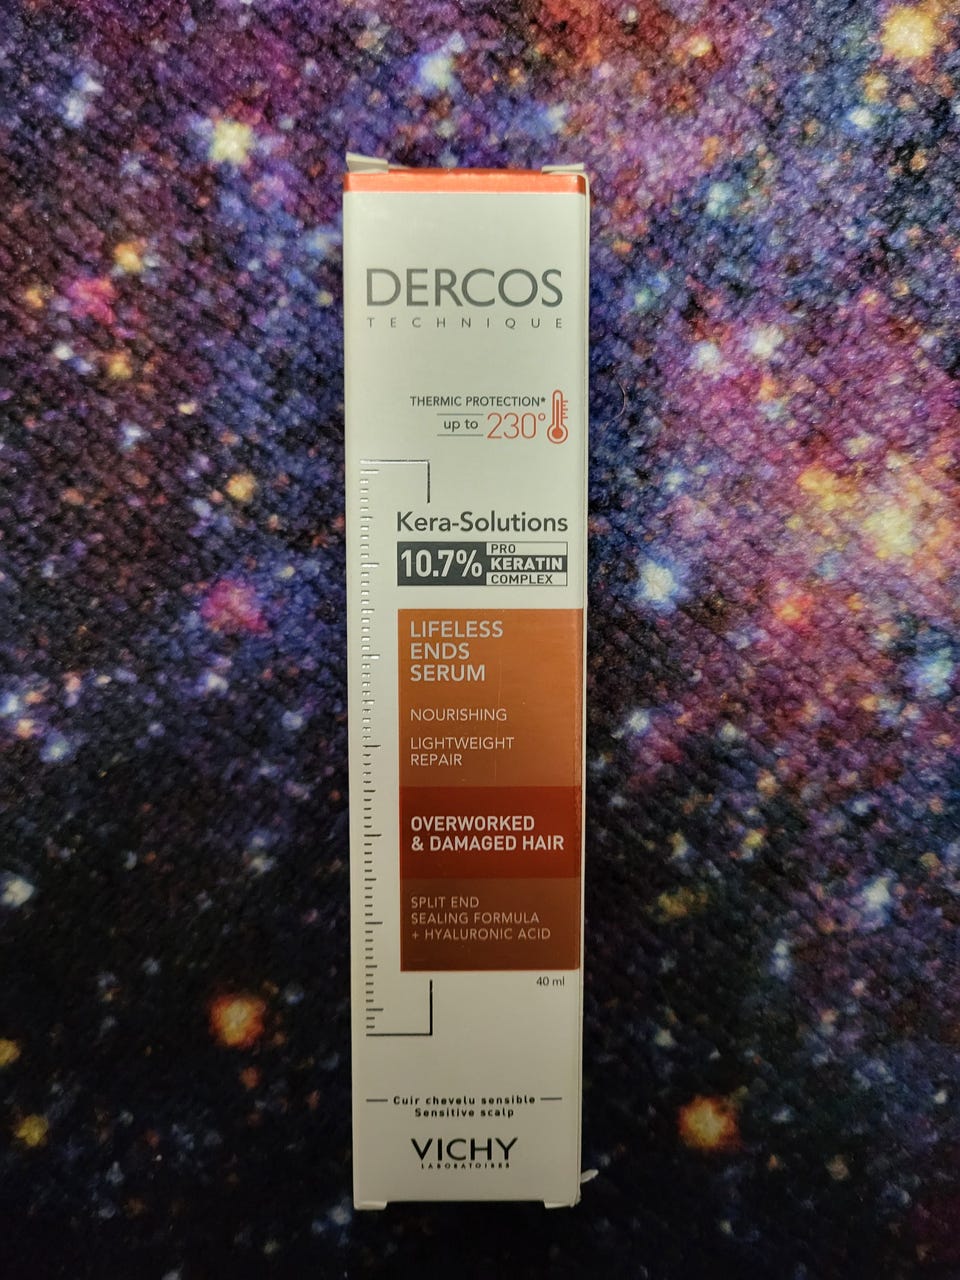 DERCOS
TECHNIQUE
THERMIC PROTECTION*
up to 230°
Kera-Solutions
10.7% PRO
KERATIN
COMPLEX
LIFELESS
ENDS
SERUM
NOURISHING
LIGHTWEIGHT
REPAIR
OVERWORKED
& DAMAGED HAIR
SPLIT END
SEALING FORMULA
+ HYALURONIC ACID
40 ml
Cuir chevelu sensible
Sensitive scalp
VICHY
LABORATOIRES